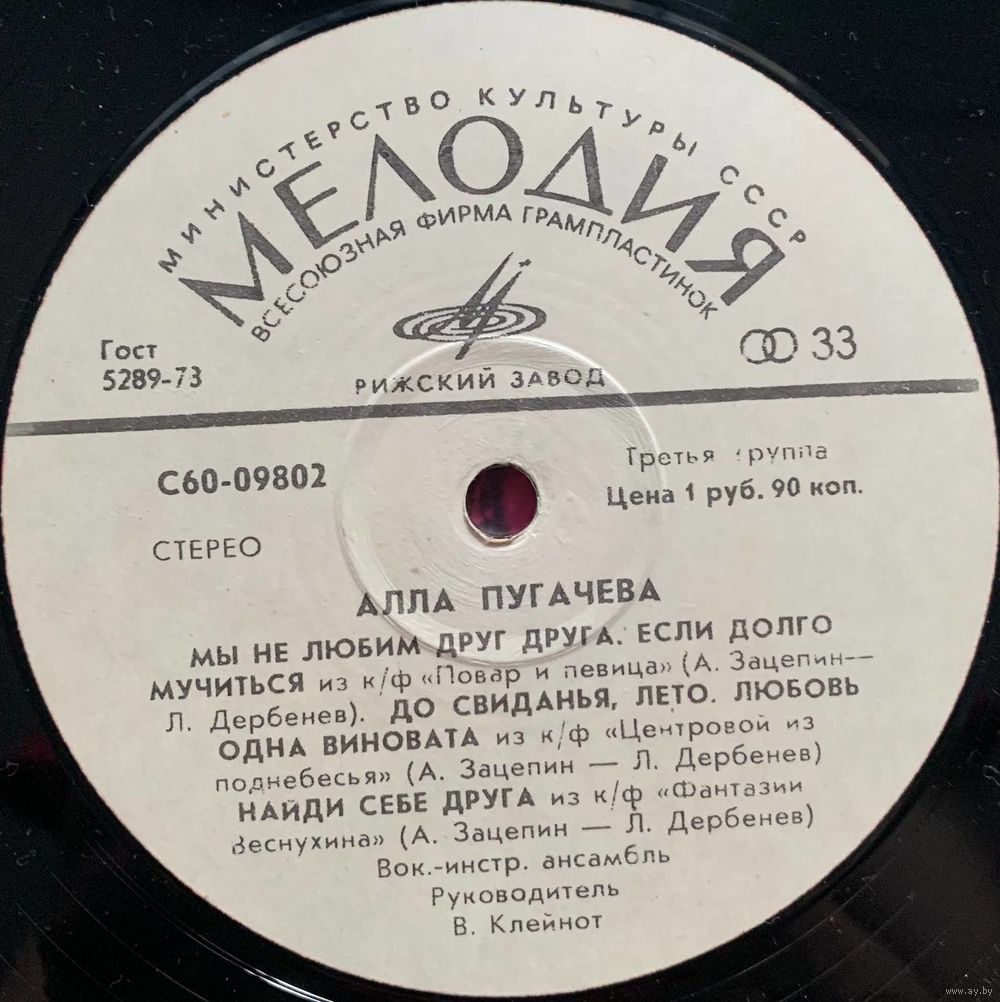 МИНИСТЕРСТВО КУЛЬТУРЫ СССР
МЕЛОДИЯ
ВСЕСОЮЗНАЯ ФИРМА ГРАМПЛАСТИНОК
Гост
5289-73
33
РИЖСКИЙ ЗАВОД
С60-09802
Третья группа
Цена 1 руб. 90 коп.
СТЕРЕО
АЛЛА ПУГАЧЕВА
МЫ НЕ ЛЮБИМ ДРУГ ДРУГА. ЕСЛИ ДОЛГО
МУЧИТЬСЯ из к/ф «Повар и певица» (А. Зацепин—
Л. Дербенев). ДО СВИДАНЬЯ, ЛЕТО. ЛЮБОВЬ
ОДНА ВИНОВАТА из к/ф «Центровой из
поднебесья» (А. Зацепин — Л. Дербенев)
НАЙДИ СЕБЕ ДРУГА из к/ф «Фантазии
Веснухина» (А. Зацепин — Л. Дербенев)
Вок.-инстр. ансамбль
Руководитель
В. Клейнот
www.ay.by